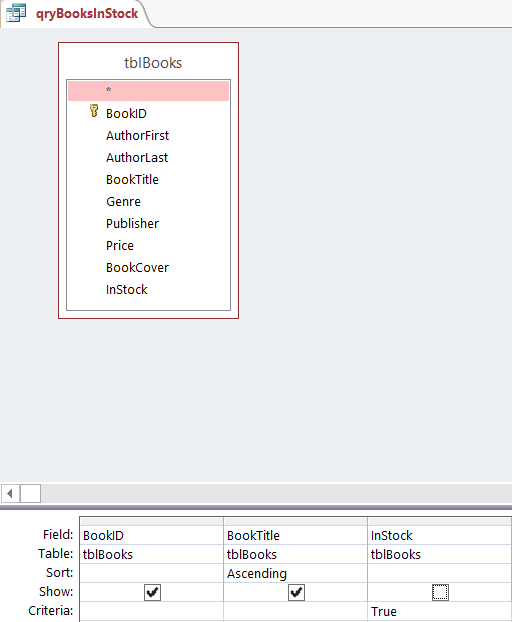 qryBooksInStock
tblBooks
*
BookID
AuthorFirst
AuthorLast
BookTitle
Genre
Publisher
Price
BookCover
InStock
Field: BookID BookTitle InStock
Table: tblBooks tblBooks tblBooks
Sort: Ascending
Show:
Criteria: True